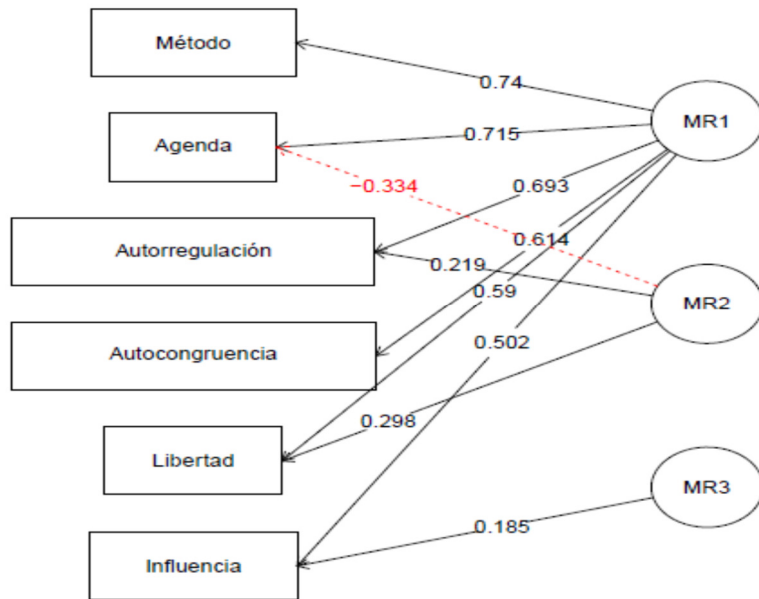 Método
0.74
MR1
Agenda
0.715
−0.334
0.693
Autorregulación
0.614
0.219
0.59
MR2
Autocongruencia
0.502
0.298
Libertad
MR3
0.185
Influencia